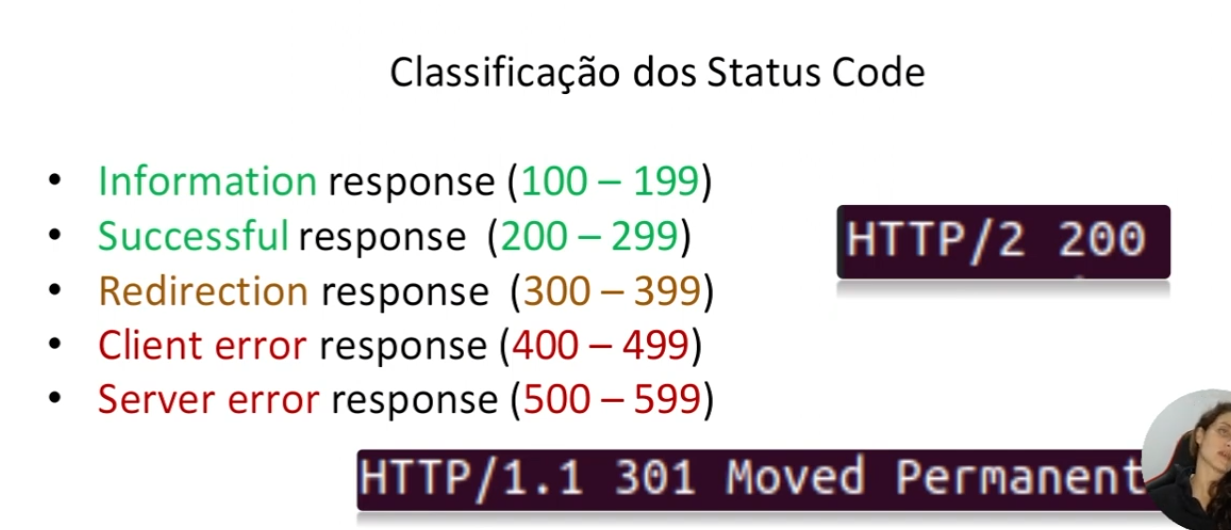 Classificação dos Status Code
• Information response (100 – 199)
• Successful response (200 – 299)
HTTP/2 200
• Redirection response (300 – 399)
• Client error response (400 – 499)
• Server error response (500 – 599)
HTTP/1.1 301 Moved Permanent